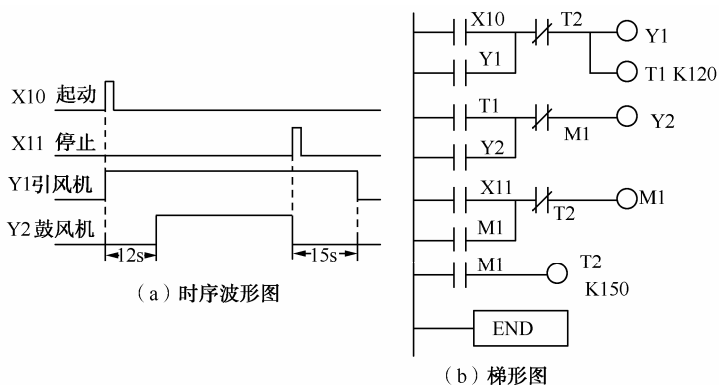 X10 起动
X11 停止
Y1引风机
Y2鼓风机
12s
15s
(a)时序波形图
X10
T2
Y1
Y1
T1 K120
T1
M1
Y2
Y2
X11
T2
M1
M1
M1
T2
K150
END
(b)梯形图